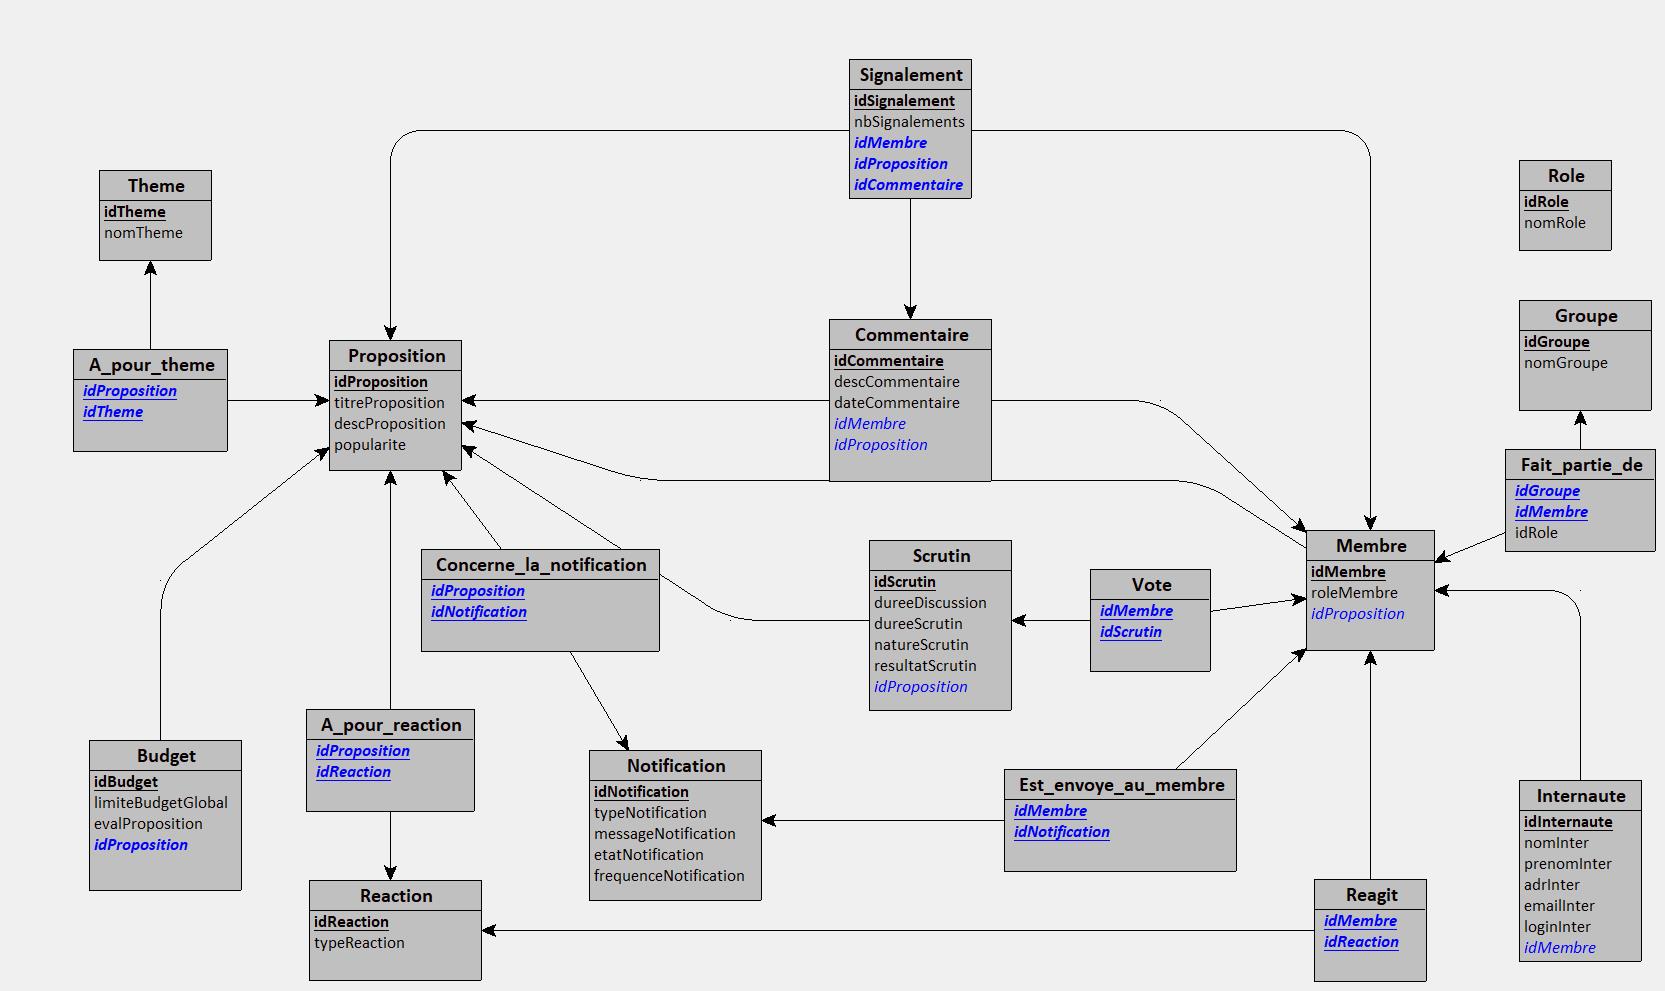 Signalement
idSignalement
nbSignalements
idMembre
idProposition
idCommentaire
Theme
idTheme
nomTheme
Role
idRole
nomRole
Groupe
idGroupe
nomGroupe
A_pour_theme
idProposition
idTheme
Proposition
idProposition
titreProposition
descProposition
popularite
Commentaire
idCommentaire
descCommentaire
dateCommentaire
idMembre
idProposition
Fait_partie_de
idGroupe
idMembre
idRole
Membre
idMembre
roleMembre
idProposition
Concerne_la_notification
idProposition
idNotification
Scrutin
idScrutin
dureeDiscussion
dureeScrutin
natureScrutin
resultatScrutin
idProposition
Vote
idMembre
idScrutin
Budget
idBudget
limiteBudgetGlobal
evalProposition
idProposition
A_pour_reaction
idProposition
idReaction
Notification
idNotification
typeNotification
messageNotification
etatNotification
frequenceNotification
Est_envoye_au_membre
idMembre
idNotification
Internaute
idInternaute
nomInter
prenomInter
adrInter
emailInter
loginInter
idMembre
Reaction
idReaction
typeReaction
Reagit
idMembre
idReaction